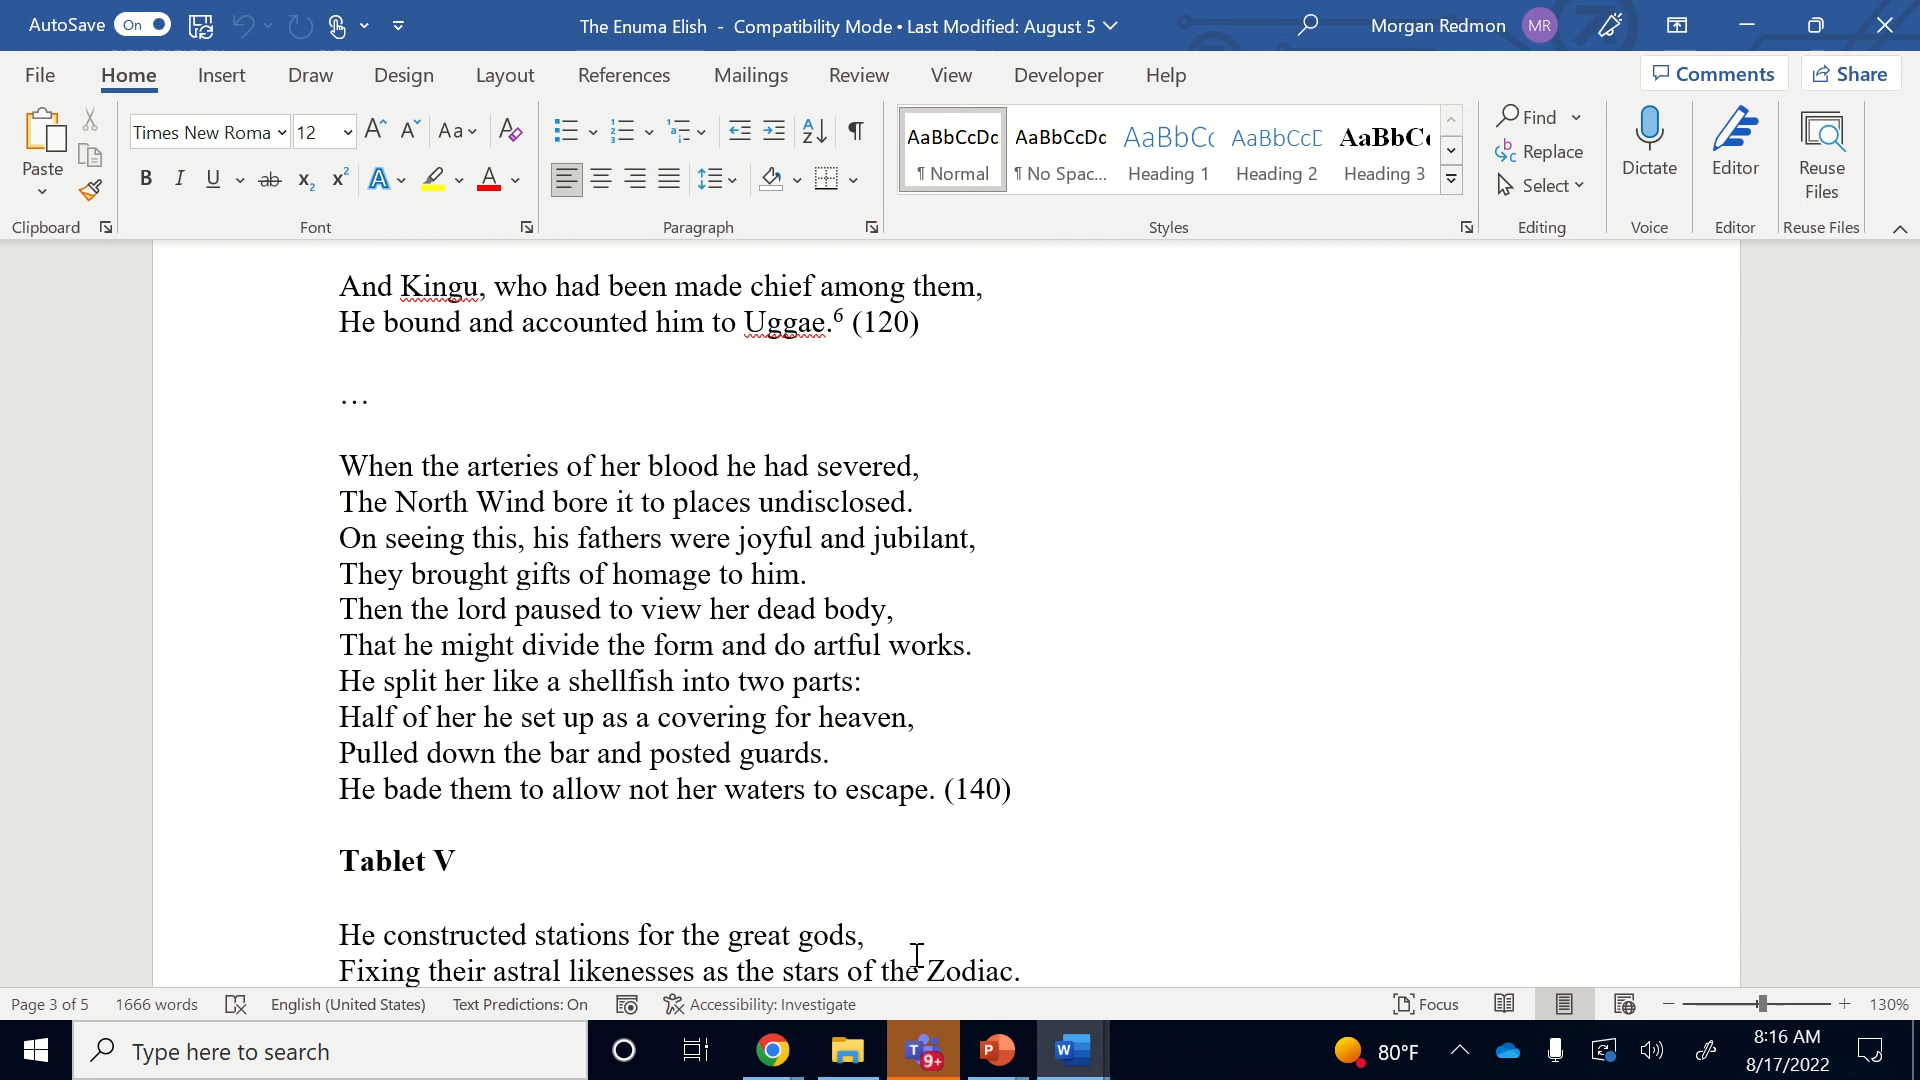 AutoSave On The Enuma Elish - Compatibility Mode • Last Modified: August 5 Morgan Redmon MR
File Home Insert Draw Design Layout References Mailings Review View Developer Help Comments Share
Paste
Clipboard
Times New Roma 12
Aa
B I U ab x2 x2 A A
Font
A Z ¶
Paragraph
AaBbCcDc AaBbCcDc AaBbCc AaBbCcD AaBbCc
¶ Normal ¶ No Spac... Heading 1 Heading 2 Heading 3
Styles
Find
Replace
Select
Editing
Dictate
Voice
Editor
Editor
Reuse
Files
Reuse Files
And Kingu, who had been made chief among them,
He bound and accounted him to Uggae.6 (120)
…
When the arteries of her blood he had severed,
The North Wind bore it to places undisclosed.
On seeing this, his fathers were joyful and jubilant,
They brought gifts of homage to him.
Then the lord paused to view her dead body,
That he might divide the form and do artful works.
He split her like a shellfish into two parts:
Half of her he set up as a covering for heaven,
Pulled down the bar and posted guards.
He bade them to allow not her waters to escape. (140)
Tablet V
He constructed stations for the great gods,
Fixing their astral likenesses as the stars of the Zodiac.
Page 3 of 5 1666 words English (United States) Text Predictions: On Accessibility: Investigate Focus 130%
Type here to search T 9+ P W 80°F 8:16 AM
8/17/2022